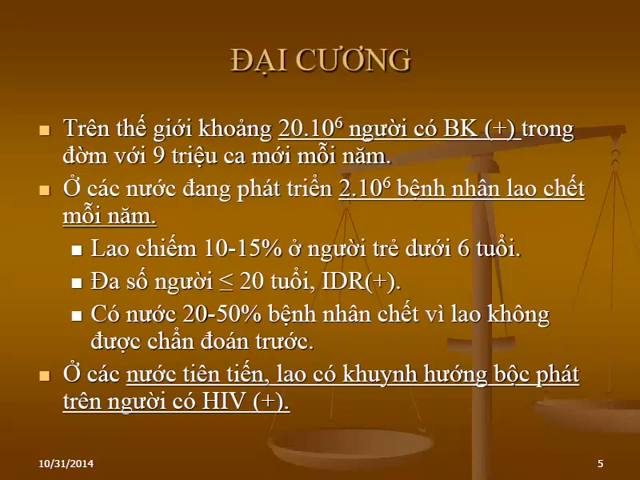 ĐẠI CƯƠNG
Trên thế giới khoảng 20.10⁶ người có BK (+) trong
đờm với 9 triệu ca mới mỗi năm.
Ở các nước đang phát triển 2.10⁶ bệnh nhân lao chết
mỗi năm.
Lao chiếm 10-15% ở người trẻ dưới 6 tuổi.
Đa số người ≤ 20 tuổi, IDR(+).
Có nước 20-50% bệnh nhân chết vì lao không
được chẩn đoán trước.
Ở các nước tiên tiến, lao có khuynh hướng bộc phát
trên người có HIV (+).
10/31/2014
5